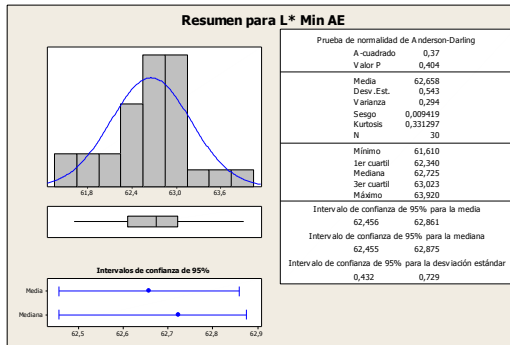 Resumen para L* Min AE
61,8 62,4 63,0 63,6
Intervalos de confianza de 95%
Media
Mediana
62,5 62,6 62,7 62,8 62,9
Prueba de normalidad de Anderson-Darling
A-cuadrado 0,37
Valor P 0,404
Media 62,658
Desv.Est. 0,543
Varianza 0,294
Sesgo 0,009419
Kurtosis 0,331297
N 30
Mínimo 61,610
1er cuartil 62,340
Mediana 62,725
3er cuartil 63,023
Máximo 63,920
Intervalo de confianza de 95% para la media
62,456 62,861
Intervalo de confianza de 95% para la mediana
62,455 62,875
Intervalo de confianza de 95% para la desviación estándar
0,432 0,729